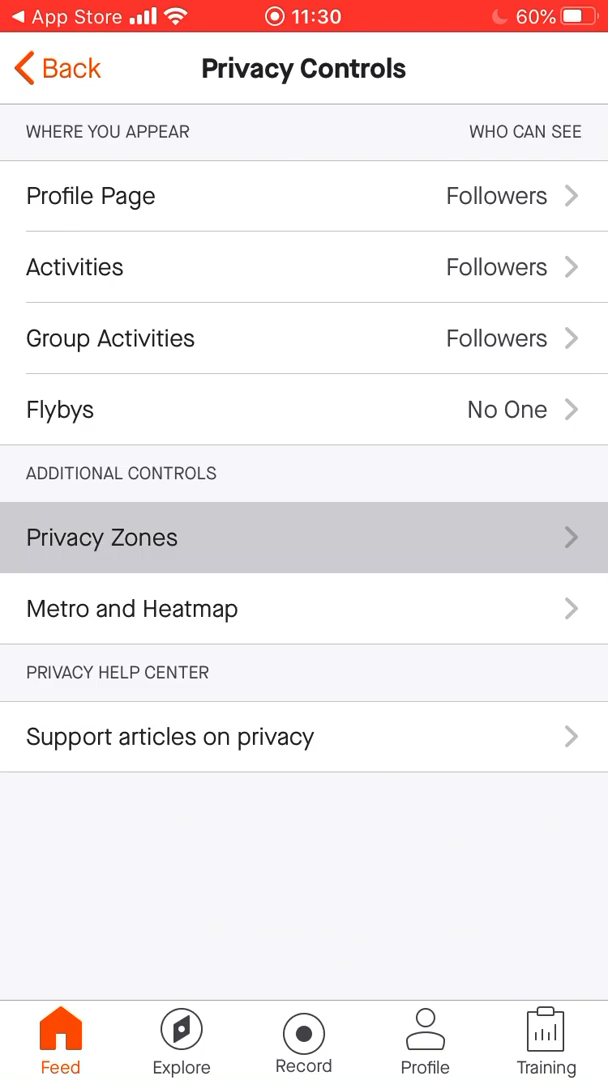 App Store 11:30 60%
Back Privacy Controls
WHERE YOU APPEAR WHO CAN SEE
Profile Page Followers
Activities Followers
Group Activities Followers
Flybys No One
ADDITIONAL CONTROLS
Privacy Zones
Metro and Heatmap
PRIVACY HELP CENTER
Support articles on privacy
Feed Explore Record Profile Training